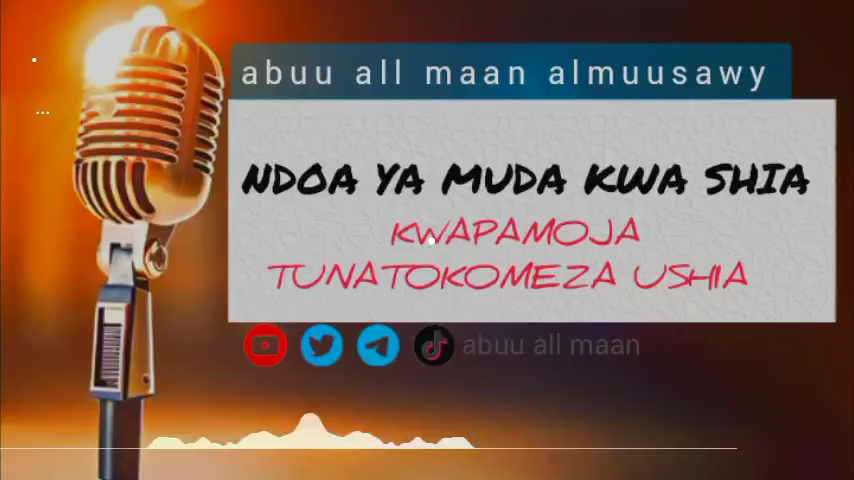 abuu all maan almuusawy
NDOA YA MUDA KWA SHIA
KWAPAMOJA
TUNATOKOMEZA USHIA
abuu all maan